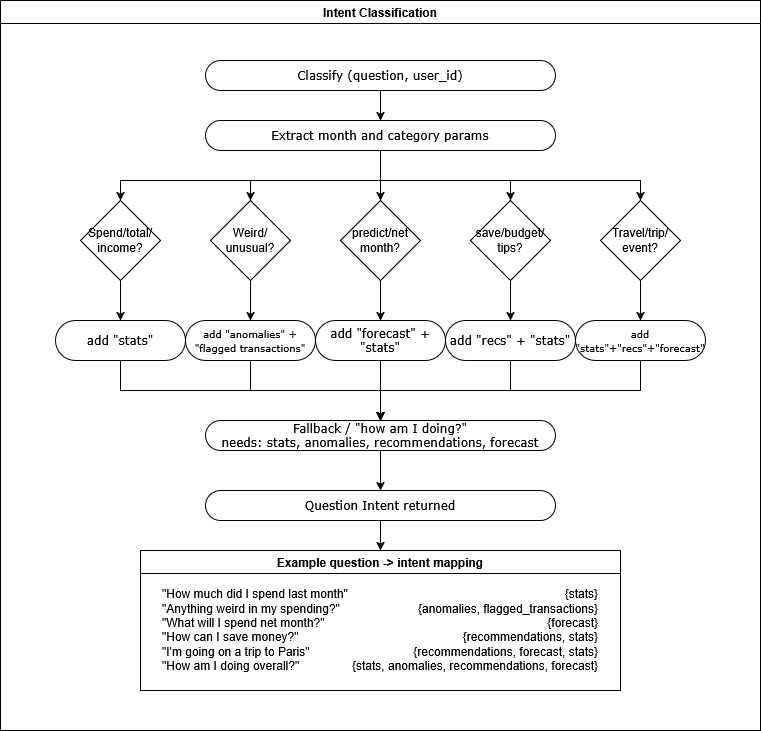 Intent Classification
Classify (question, user_id)
Extract month and category params
Spend/total/
income?
Weird/
unusual?
predict/net
month?
save/budget/
tips?
Travel/trip/
event?
add "stats"
add "anomalies" +
"flagged transactions"
add "forecast" +
"stats"
add "recs" + "stats"
add
"stats"+"recs"+"forecast"
Fallback / "how am I doing?"
needs: stats, anomalies, recommendations, forecast
Question Intent returned
Example question -> intent mapping
"How much did I spend last month" {stats}
"Anything weird in my spending?" {anomalies, flagged_transactions}
"What will I spend net month?" {forecast}
"How can I save money?" {recommendations, stats}
"I'm going on a trip to Paris" {recommendations, forecast, stats}
"How am I doing overall?" {stats, anomalies, recommendations, forecast}